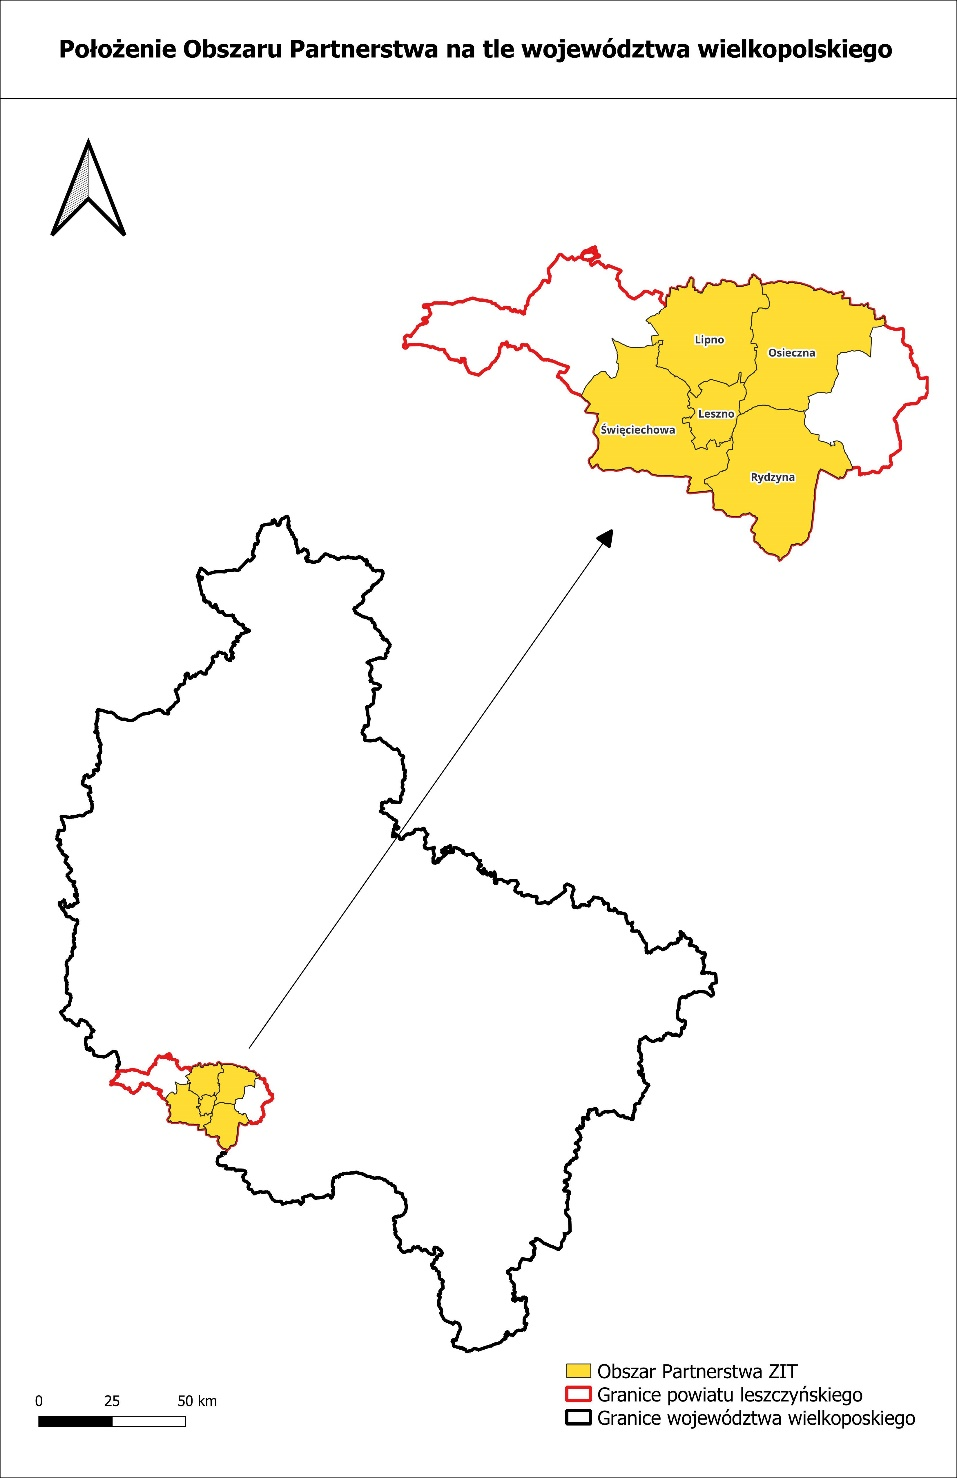 Położenie Obszaru Partnerstwa na tle województwa wielkopolskiego
Lipno
Osieczna
Leszno
Święciechowa
Rydzyna
Obszar Partnerstwa ZIT
Granice powiatu leszczyńskiego
Granice województwa wielkoposkiego
0 25 50 km